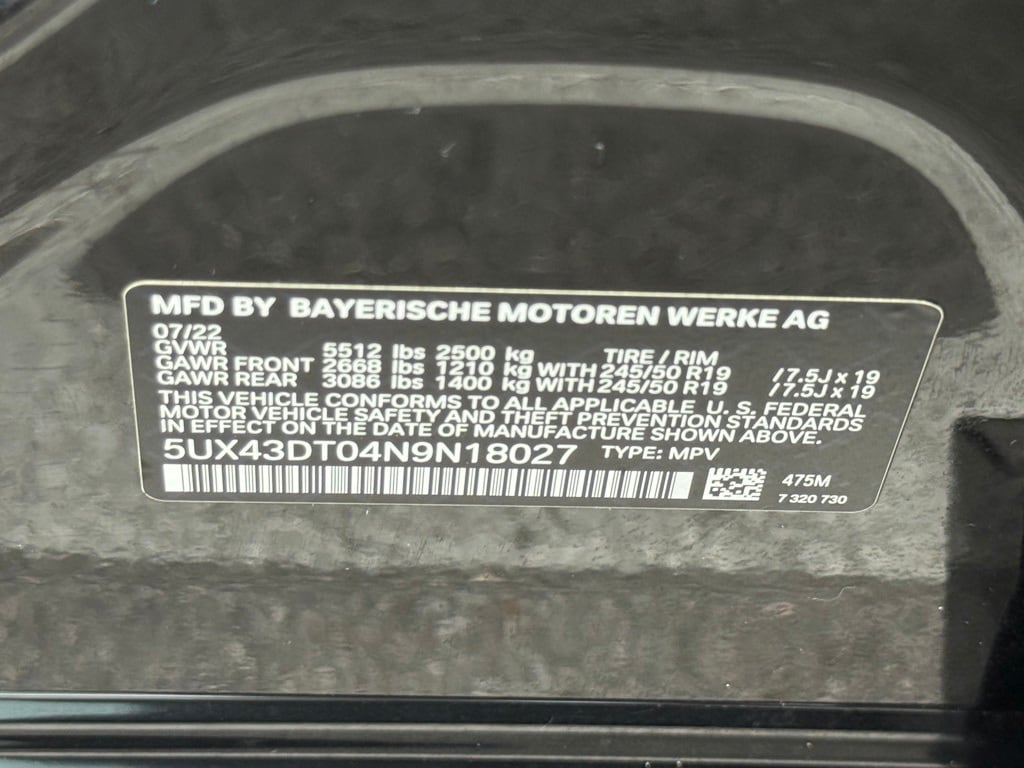 MFD BY BAYERISCHE MOTOREN WERKE AG
07/22
GVWR 5512 lbs 2500 kg TIRE / RIM
GAWR FRONT 2668 lbs 1210 kg WITH 245/50 R19 /7.5J x 19
GAWR REAR 3086 lbs 1400 kg WITH 245/50 R19 /7.5J x 19
THIS VEHICLE CONFORMS TO ALL APPLICABLE U. S. FEDERAL
MOTOR VEHICLE SAFETY AND THEFT PREVENTION STANDARDS
IN EFFECT ON THE DATE OF MANUFACTURE SHOWN ABOVE.
5UX43DT04N9N18027 TYPE: MPV
475M
7 320 730